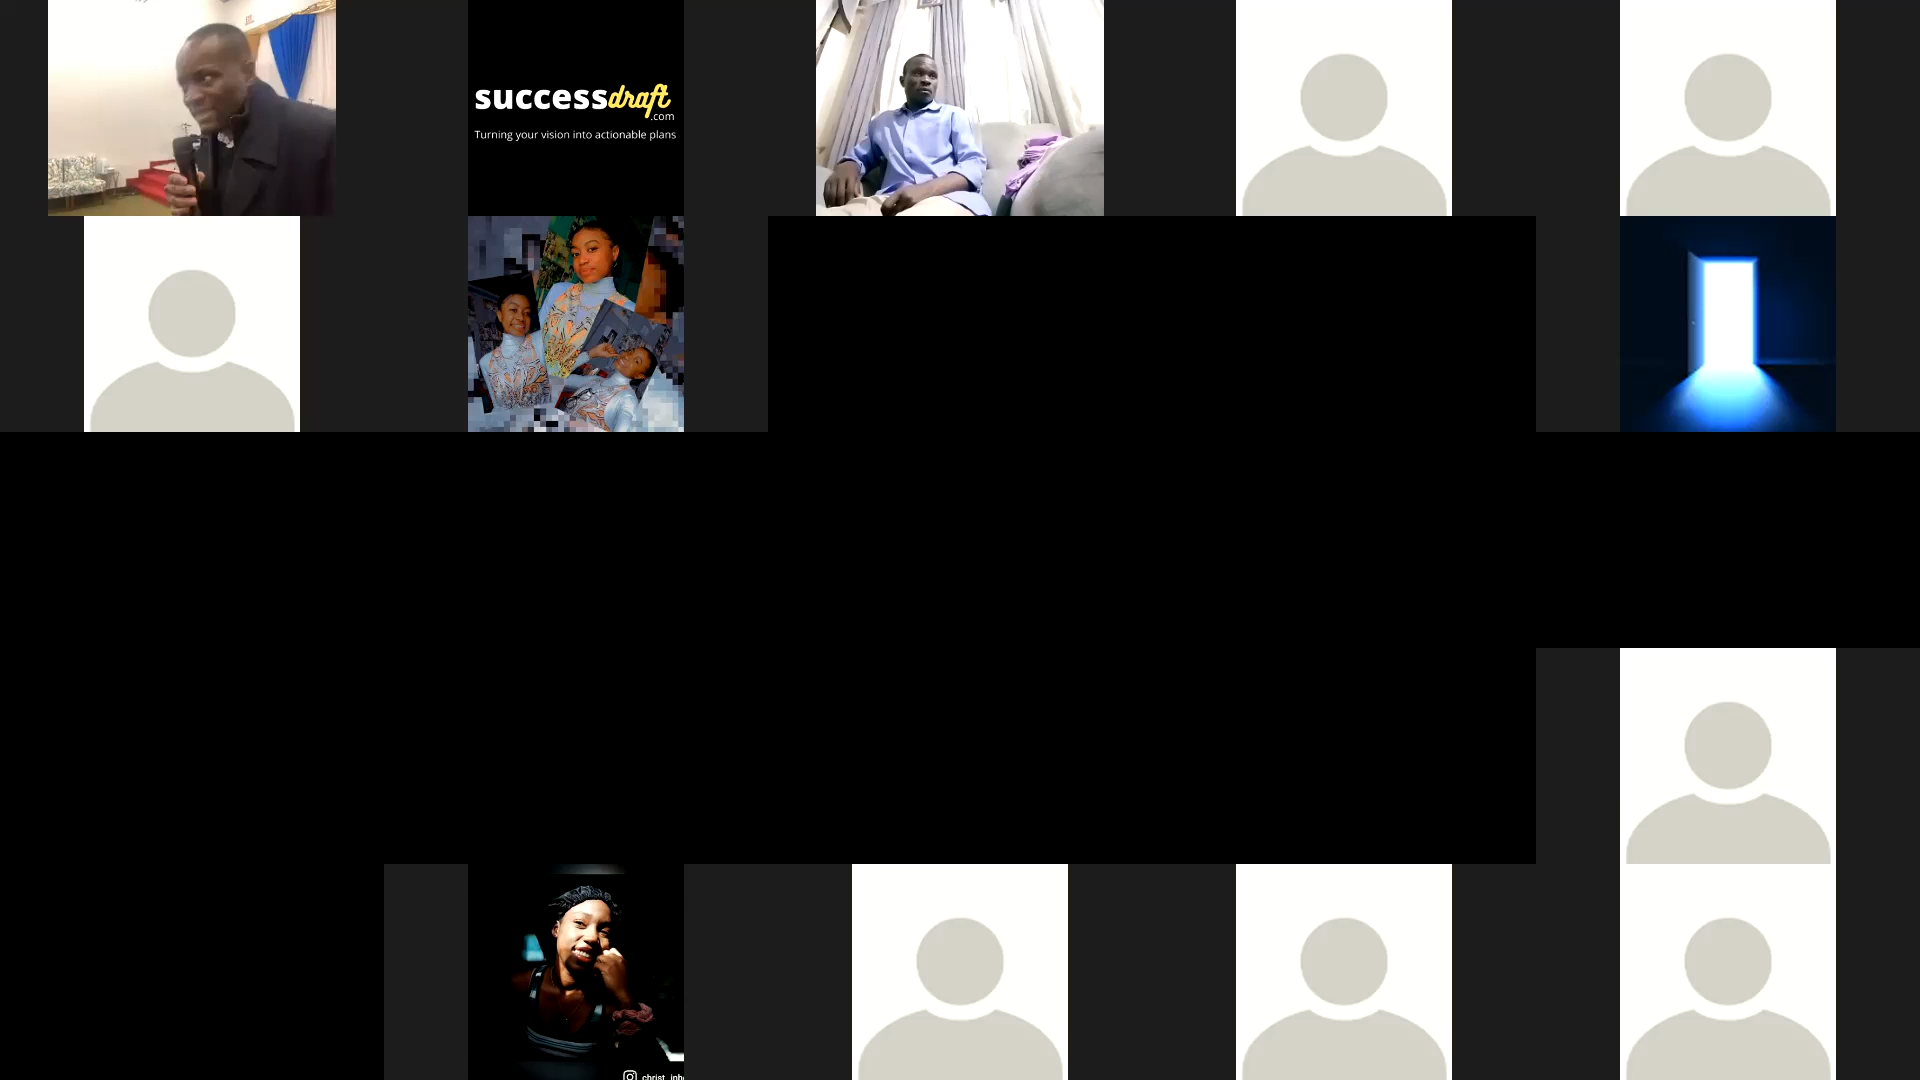 successdraft
.com
Turning your vision into actionable plans